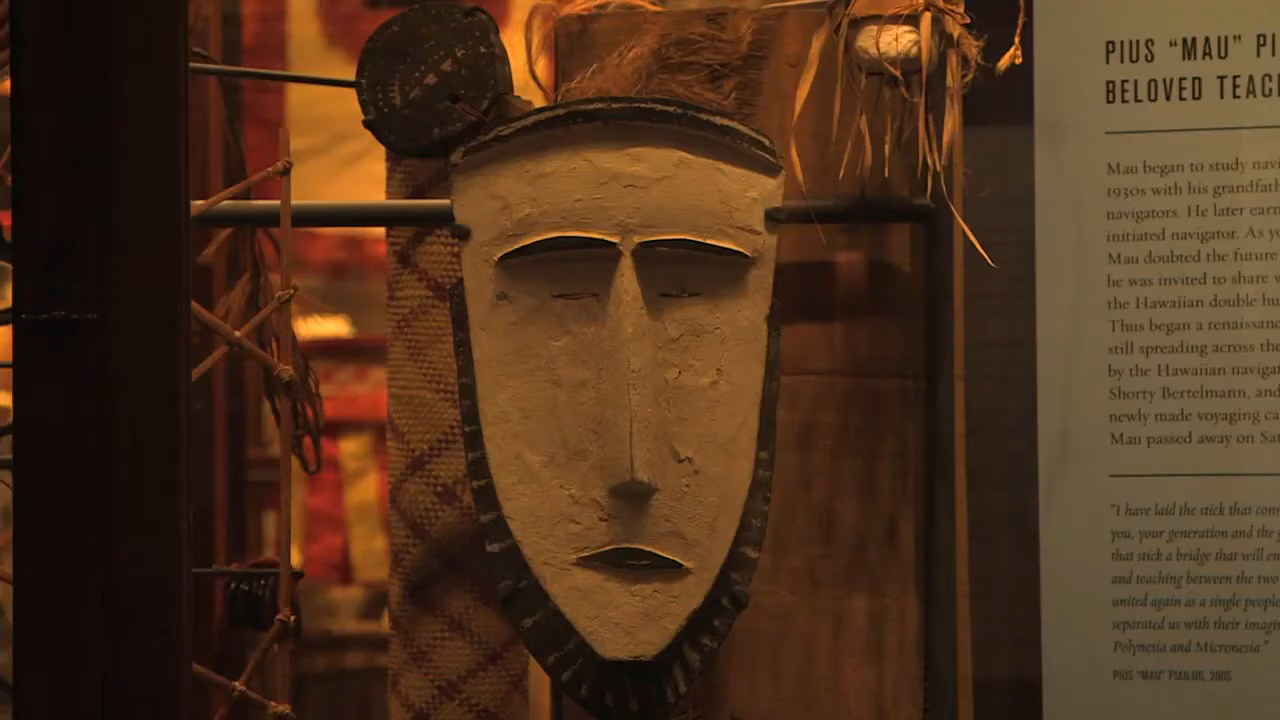 PIUS "MAU" PI
BELOVED TEAC
Mau began to study navi
1930s with his grandfath
navigators. He later earn
initiated navigator. As yo
Mau doubted the future
he was invited to share w
the Hawaiian double hu
Thus began a renaissanc
still spreading across the
by the Hawaiian navigat
Shorty Bertelmann, and
newly made voyaging ca
Mau passed away on Sat
"I have laid the stick that conn
you, your generation and the
that stick a bridge that will en
and teaching between the two
united again as a single people
separated us with their imagin
Polynesia and Micronesia."
PIUS "MAU" PIAILUG, 2005